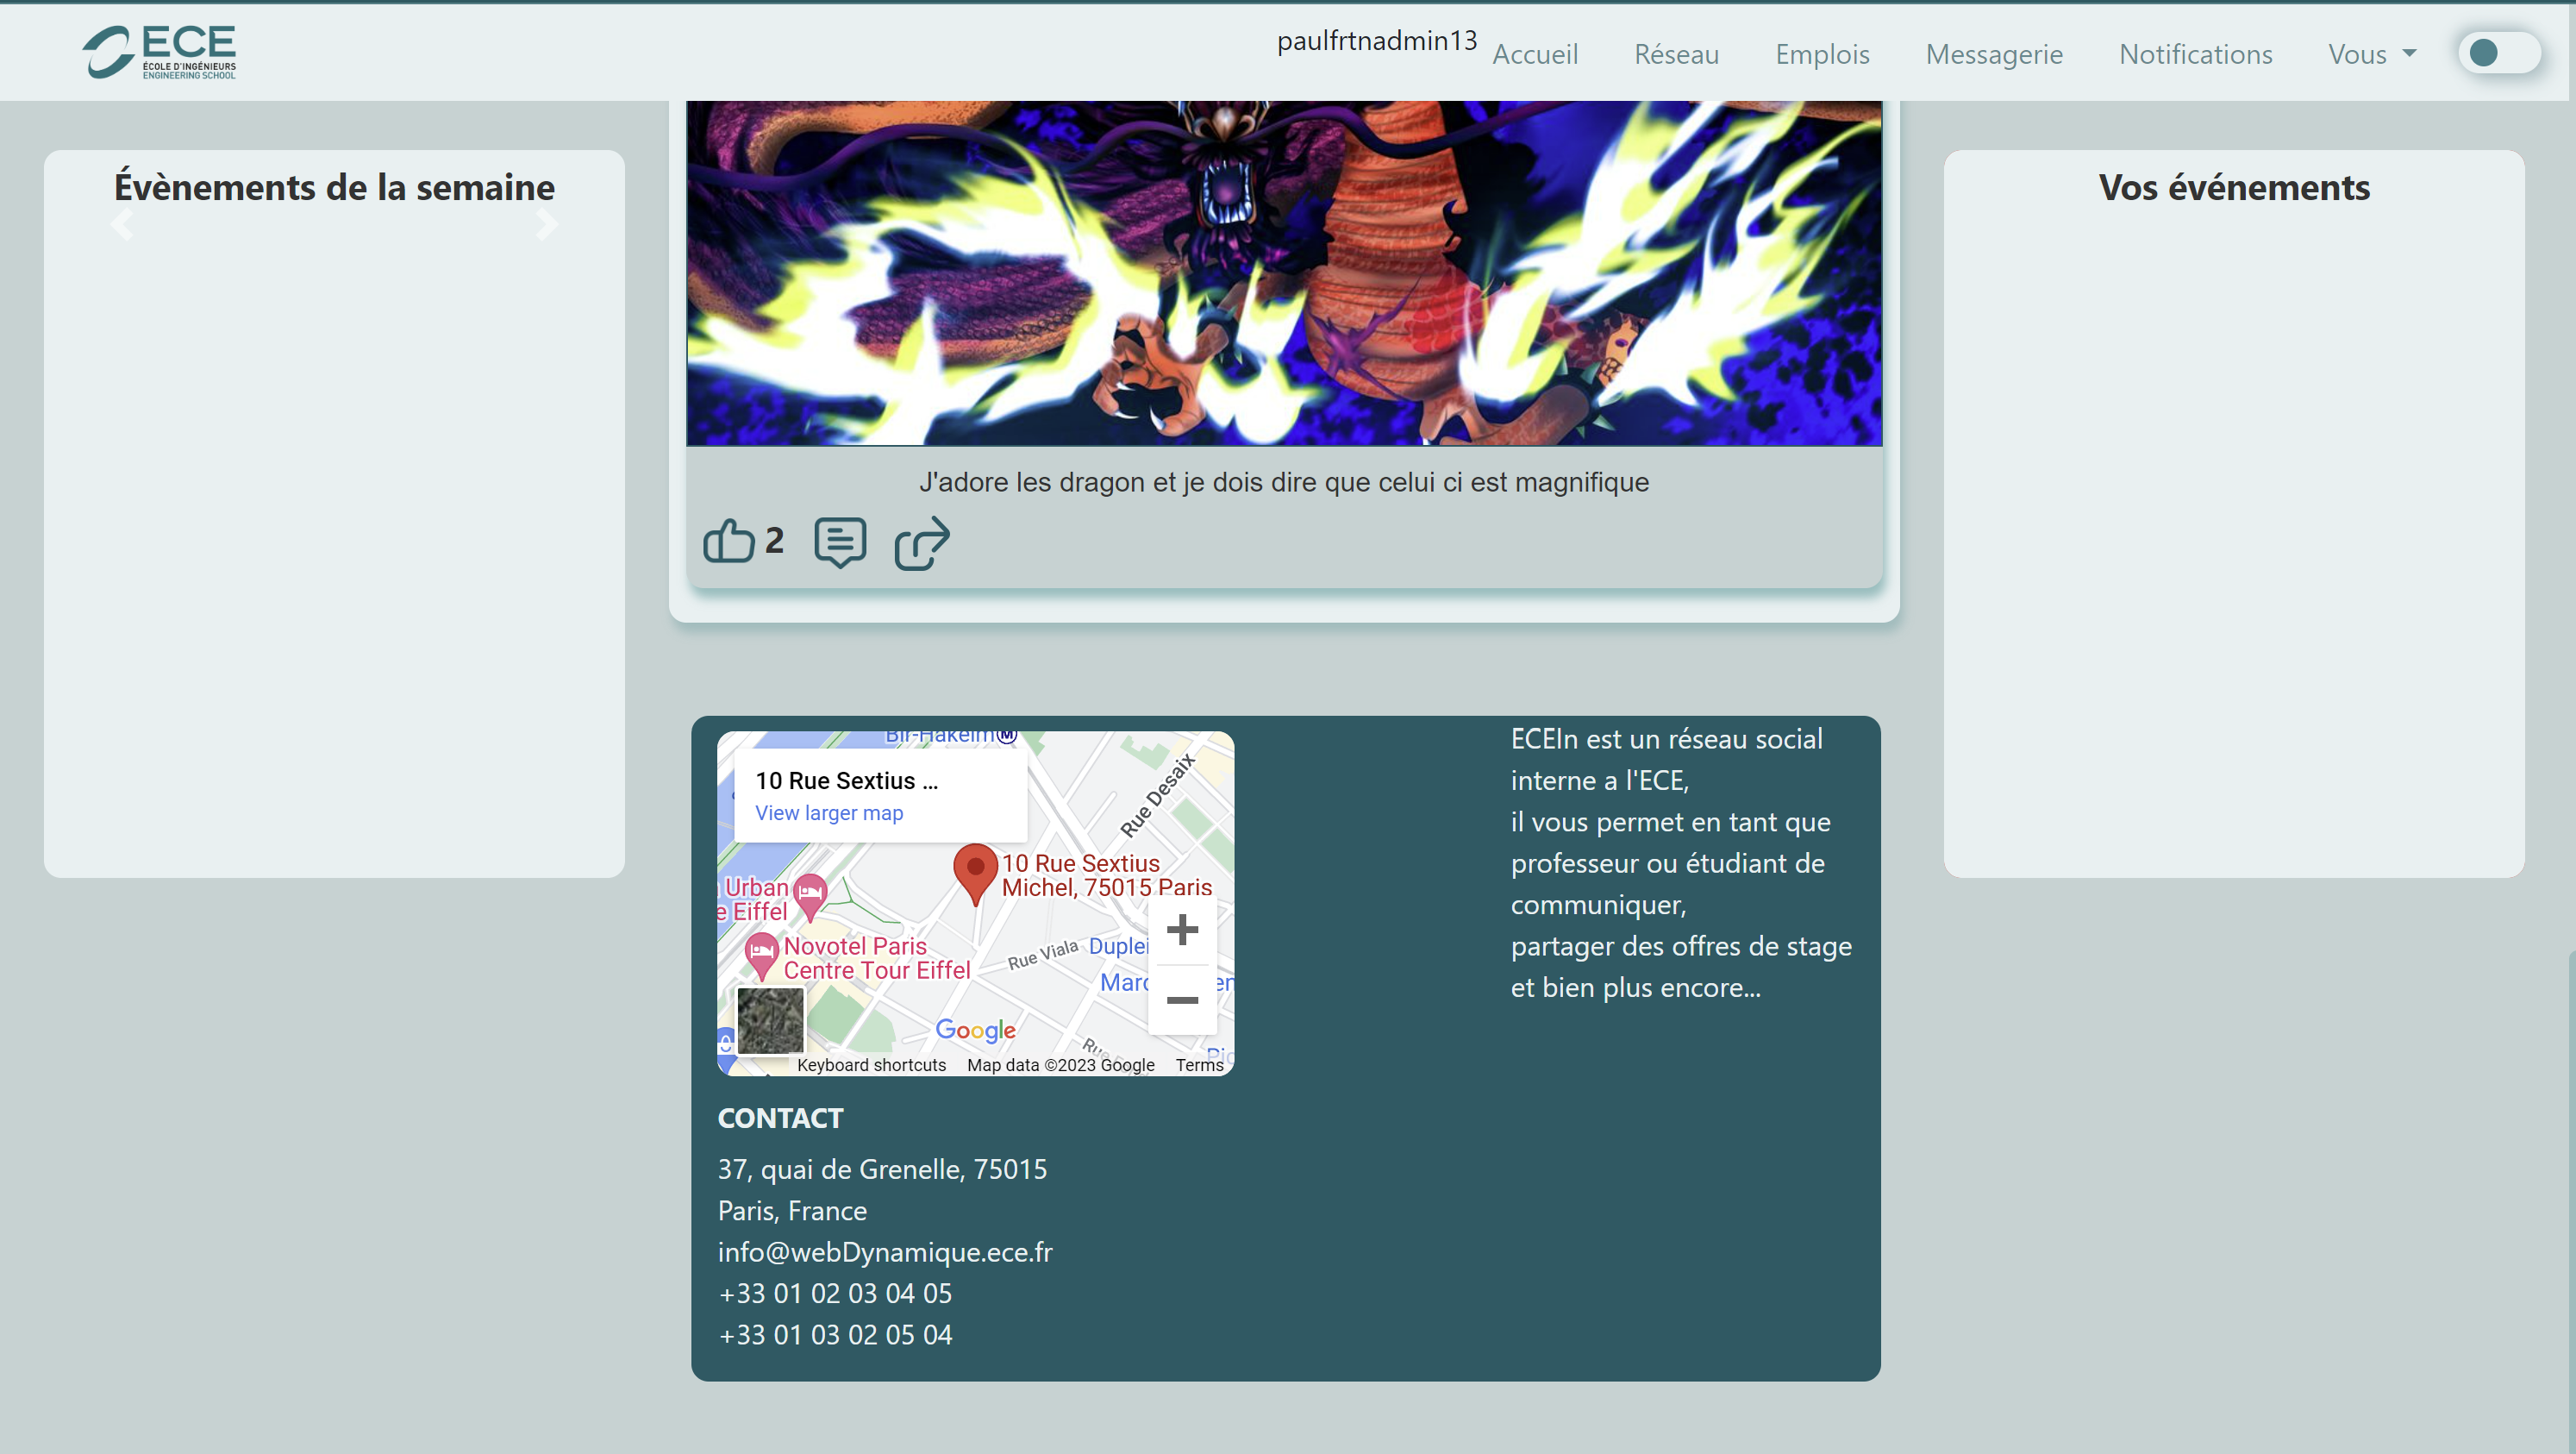 ECE
ÉCOLE D'INGÉNIEURS
ENGINEERING SCHOOL
paulfrtnadmin13
Accueil
Réseau
Emplois
Messagerie
Notifications
Vous
Évènements de la semaine
Vos événements
J'adore les dragon et je dois dire que celui ci est magnifique
2
Bir-Hakeim
M
10 Rue Sextius ...
View larger map
Rue Desaix
10 Rue Sextius
Michel, 75015 Paris
Urban
e Eiffel
Novotel Paris
Centre Tour Eiffel
Rue Viala
Duplei
Google
Keyboard shortcuts
Map data ©2023 Google
Terms
CONTACT
37, quai de Grenelle, 75015
Paris, France
info@webDynamique.ece.fr
+33 01 02 03 04 05
+33 01 03 02 05 04
ECEIn est un réseau social
interne a l'ECE,
il vous permet en tant que
professeur ou étudiant de
communiquer,
partager des offres de stage
et bien plus encore...